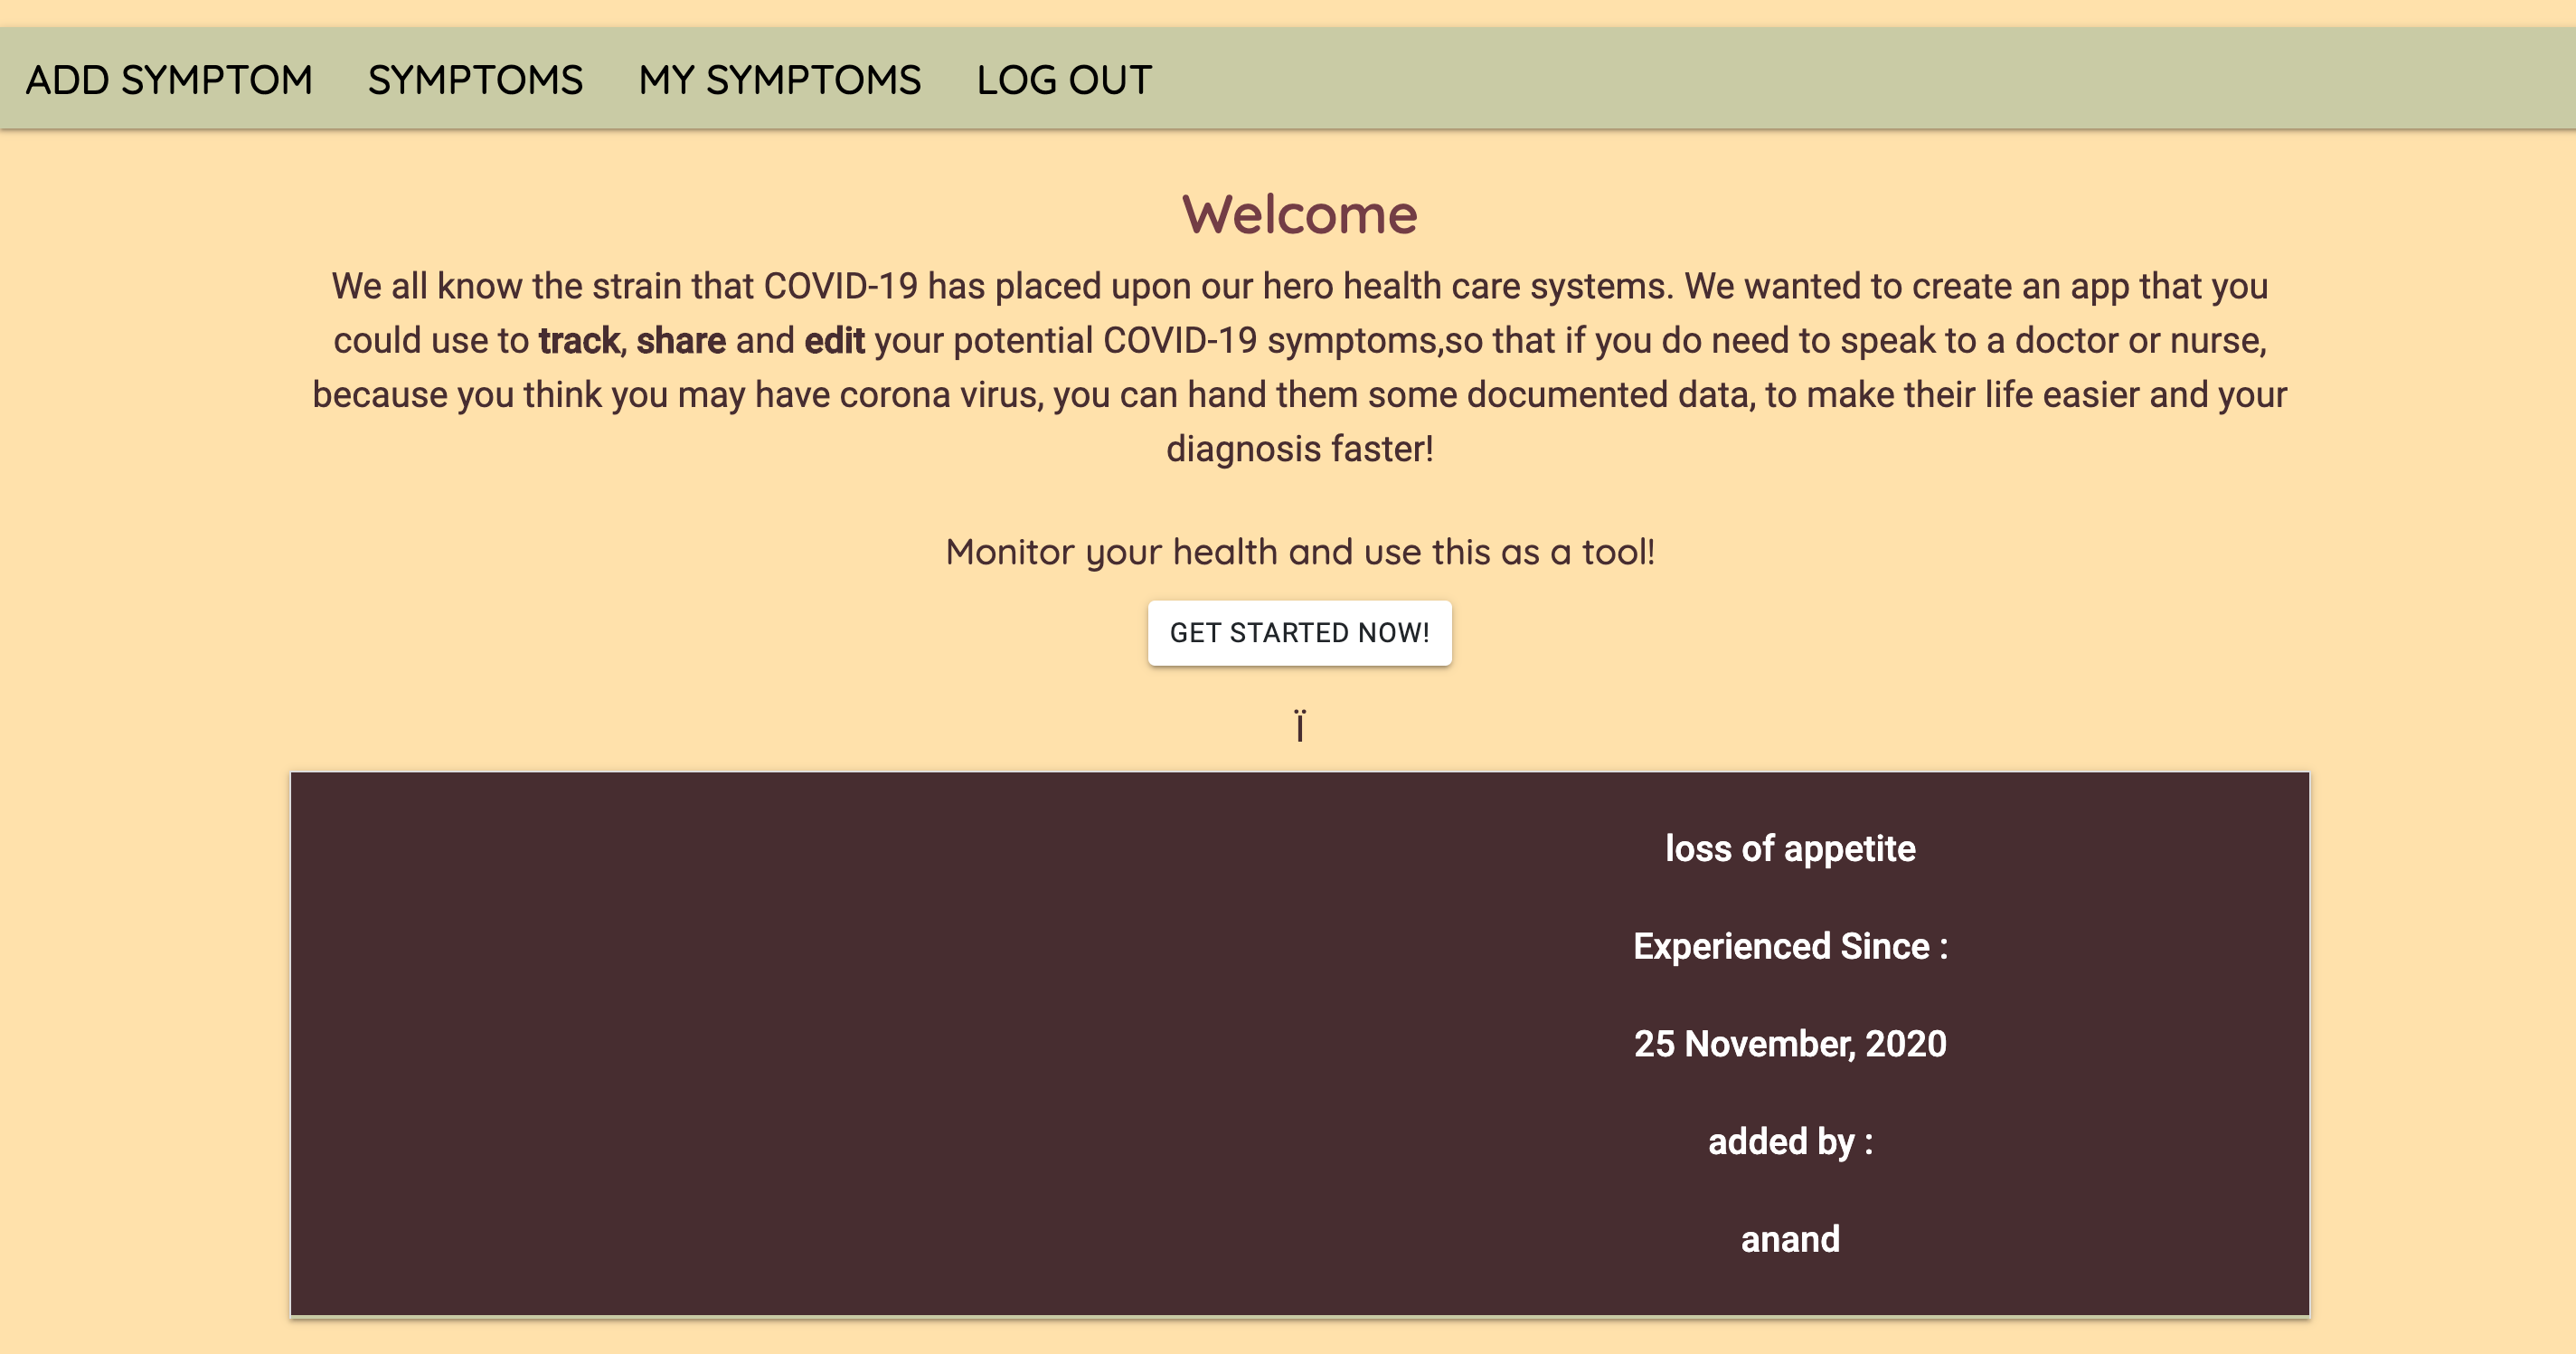 ADD SYMPTOM SYMPTOMS MY SYMPTOMS LOG OUT
Welcome
We all know the strain that COVID-19 has placed upon our hero health care systems. We wanted to create an app that you
could use to track, share and edit your potential COVID-19 symptoms,so that if you do need to speak to a doctor or nurse,
because you think you may have corona virus, you can hand them some documented data, to make their life easier and your
diagnosis faster!
Monitor your health and use this as a tool!
GET STARTED NOW!
Ï
loss of appetite
Experienced Since :
25 November, 2020
added by :
anand